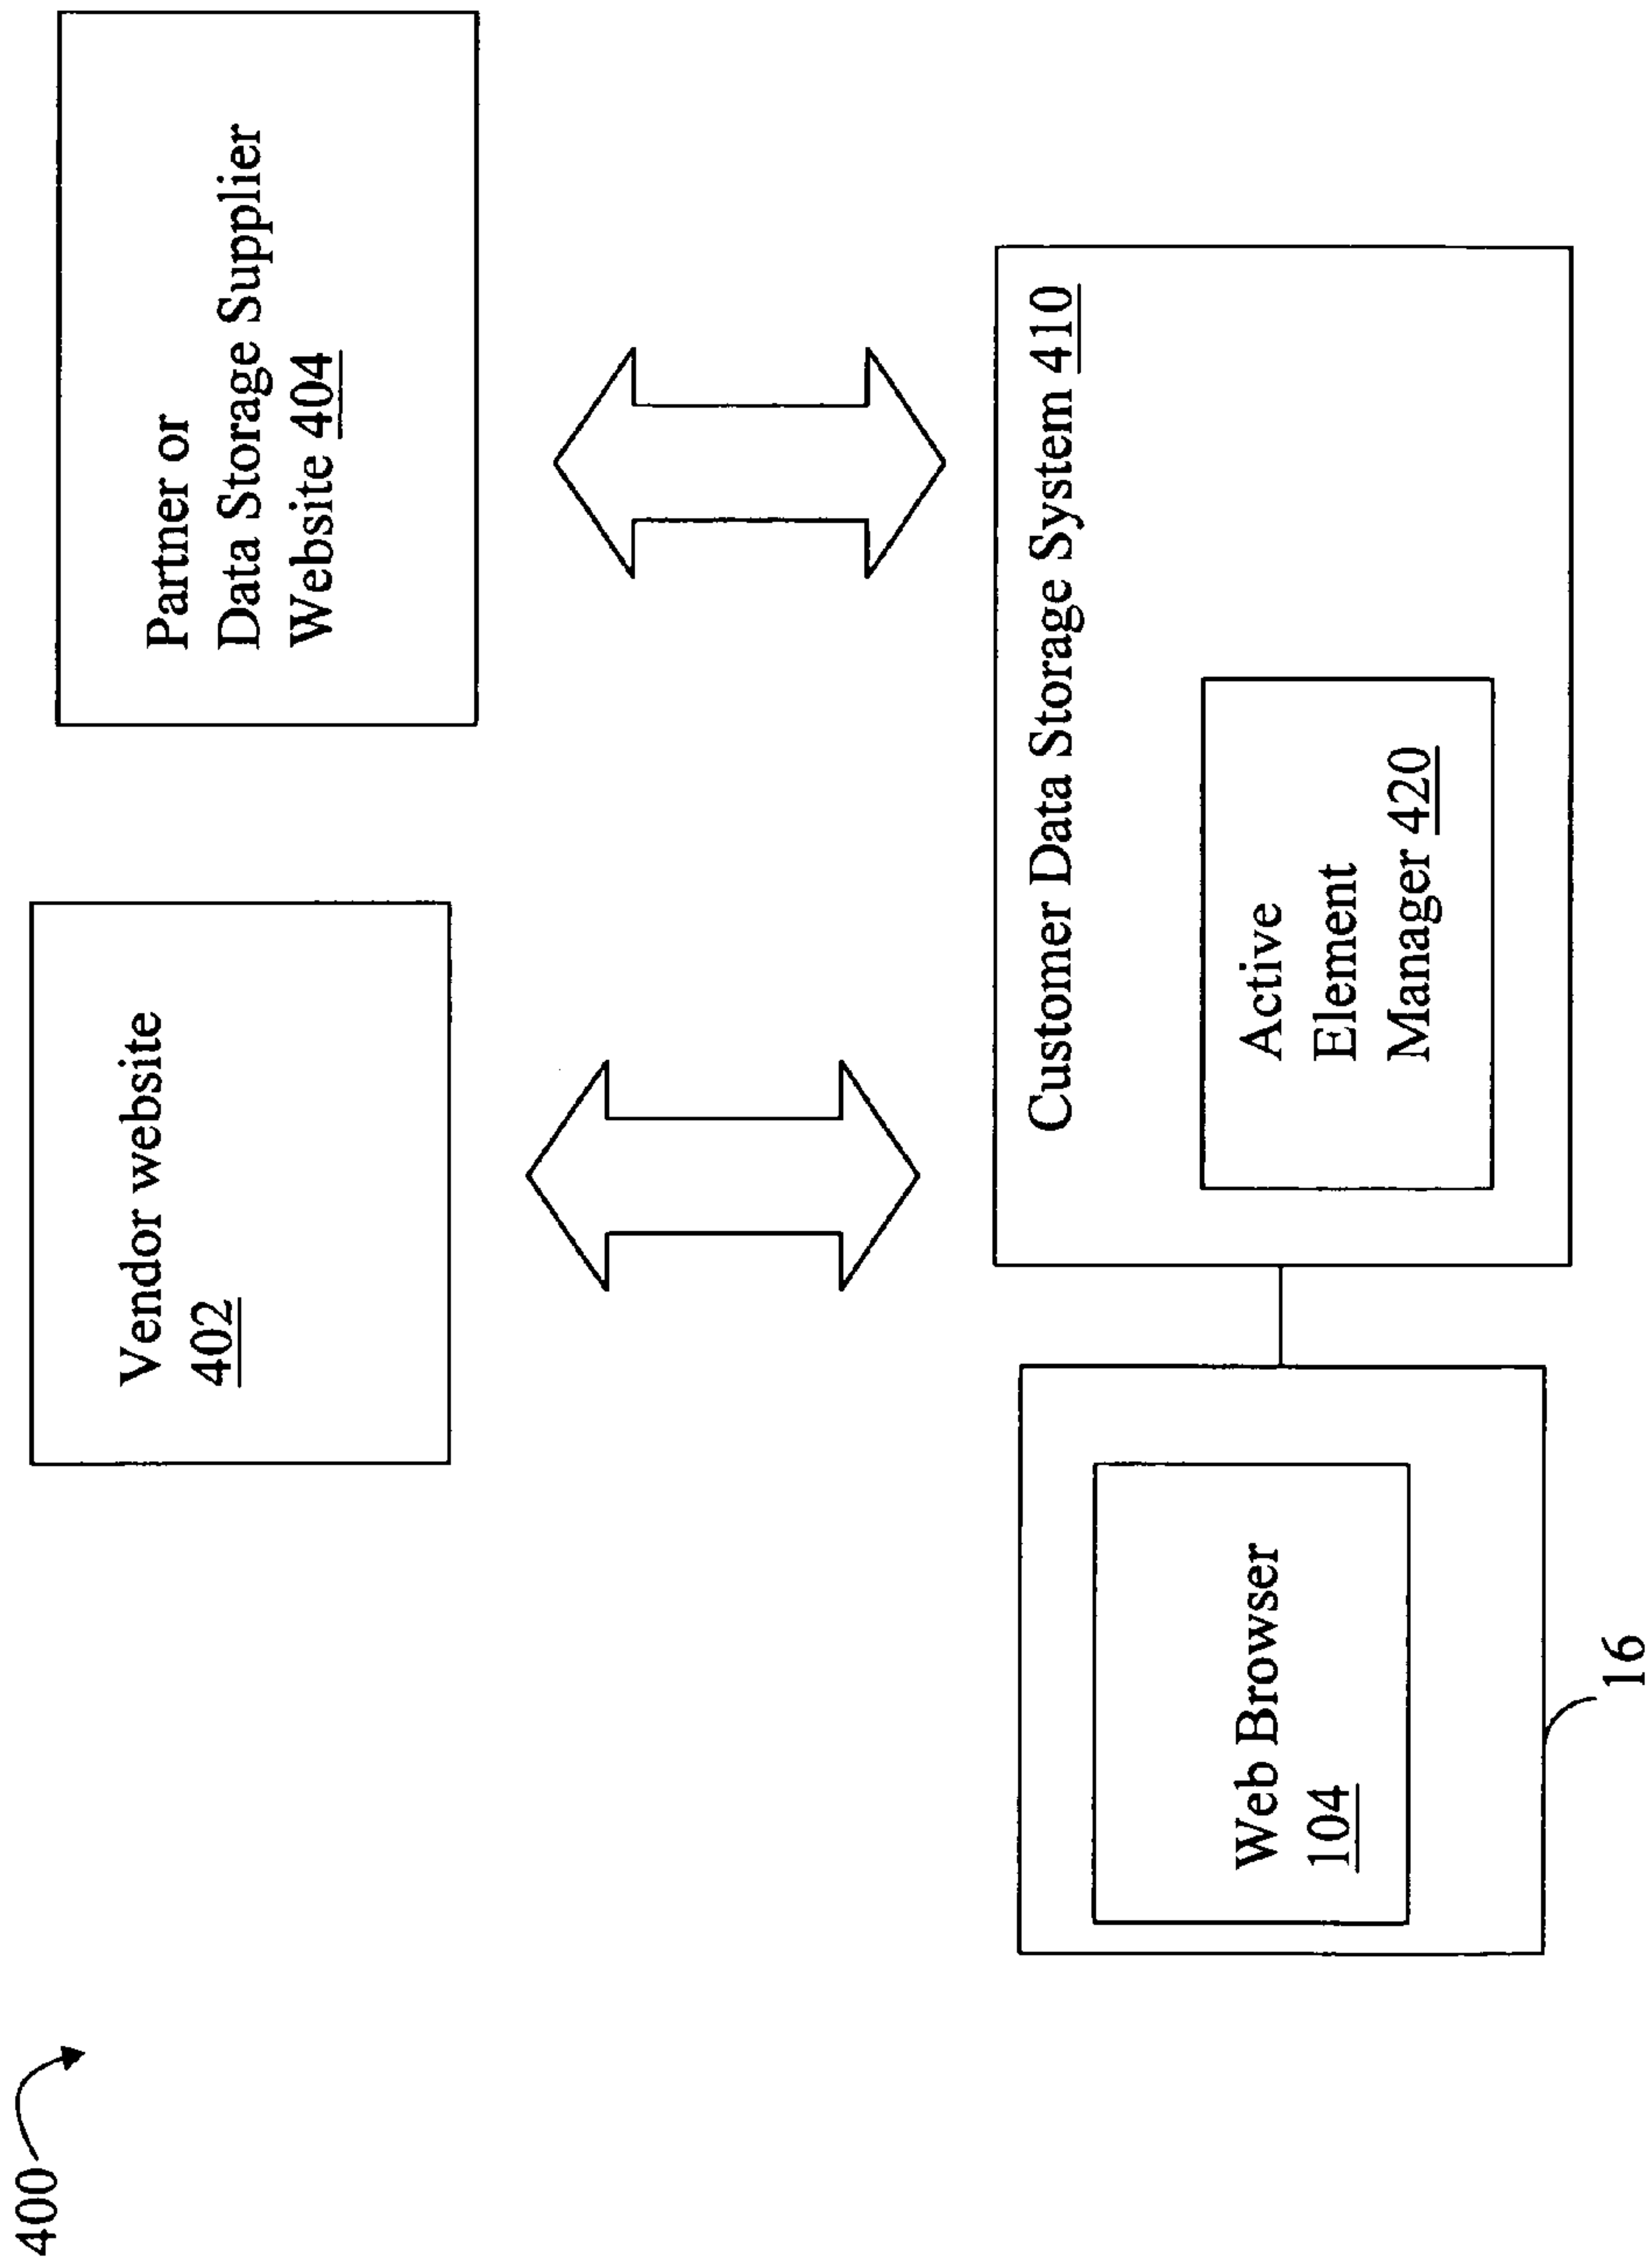 400
Vendor website
402
Partner or
Data Storage Supplier
Website 404
Customer Data Storage System 410
Active
Element
Manager 420
Web Browser
104
16